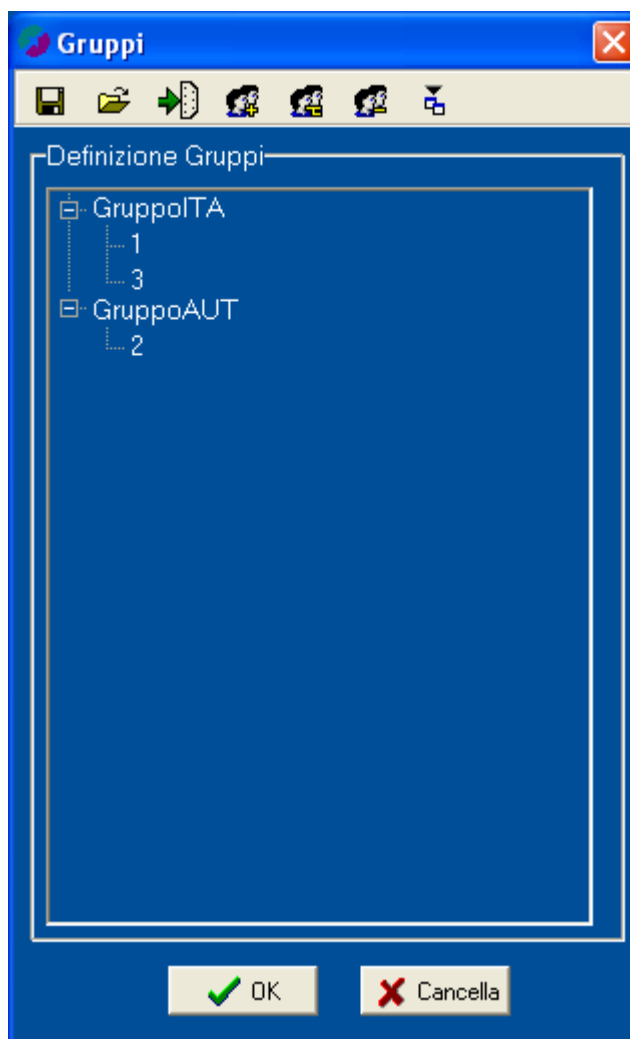 Gruppi
Definizione Gruppi
GruppoITA
1
3
GruppoAUT
2
OK
Cancella